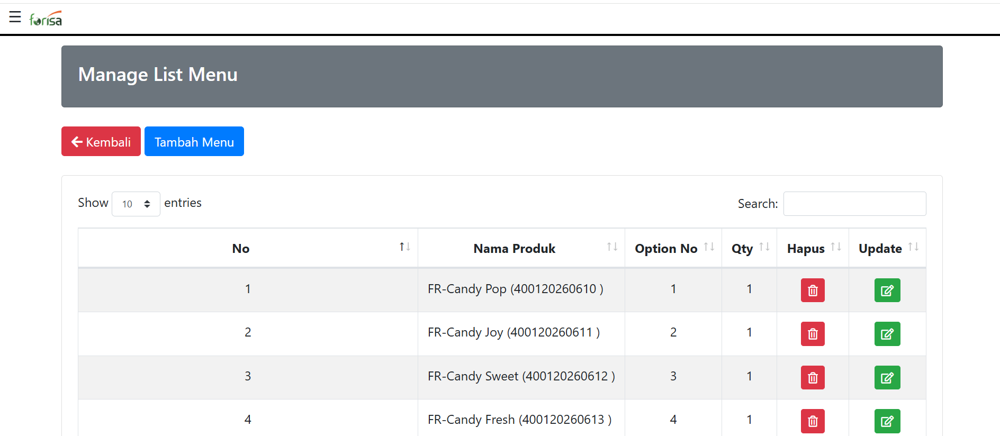 forisa
Manage List Menu
Kembali
Tambah Menu
Show 10 entries
Search:
No Nama Produk Option No Qty Hapus Update
1 FR-Candy Pop (400120260610 ) 1 1
2 FR-Candy Joy (400120260611 ) 2 1
3 FR-Candy Sweet (400120260612 ) 3 1
4 FR-Candy Fresh (400120260613 ) 4 1